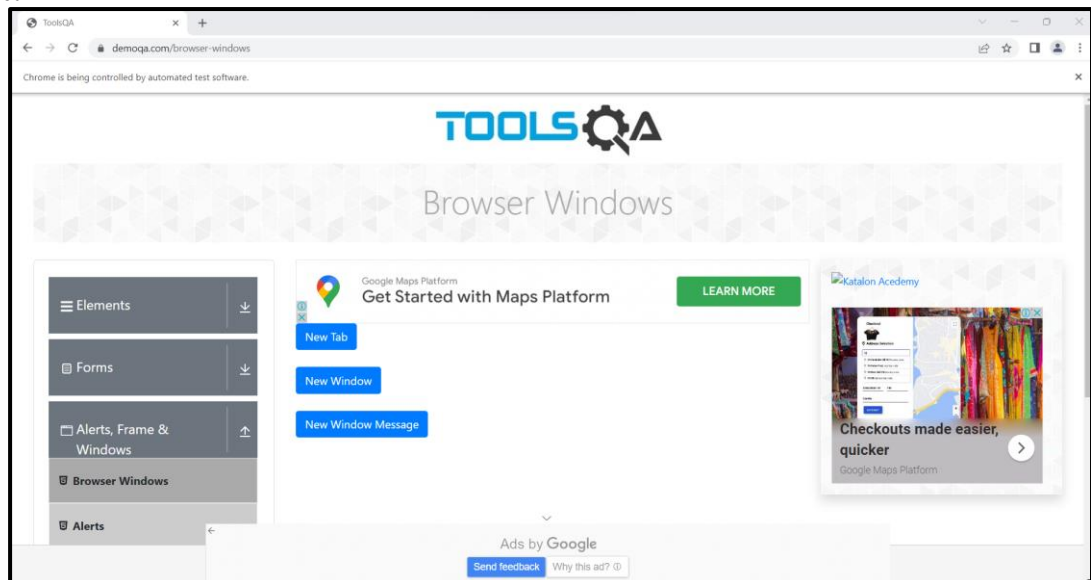 ToolsQA
demoqa.com/browser-windows
Chrome is being controlled by automated test software.
TOOLSQA
Browser Windows
Elements
Forms
Alerts, Frame &
Windows
Browser Windows
Alerts
Google Maps Platform
Get Started with Maps Platform
LEARN MORE
New Tab
New Window
New Window Message
Katalon Acedemy
Checkout
Checkouts made easier,
quicker
Google Maps Platform
Ads by Google
Send feedback
Why this ad?